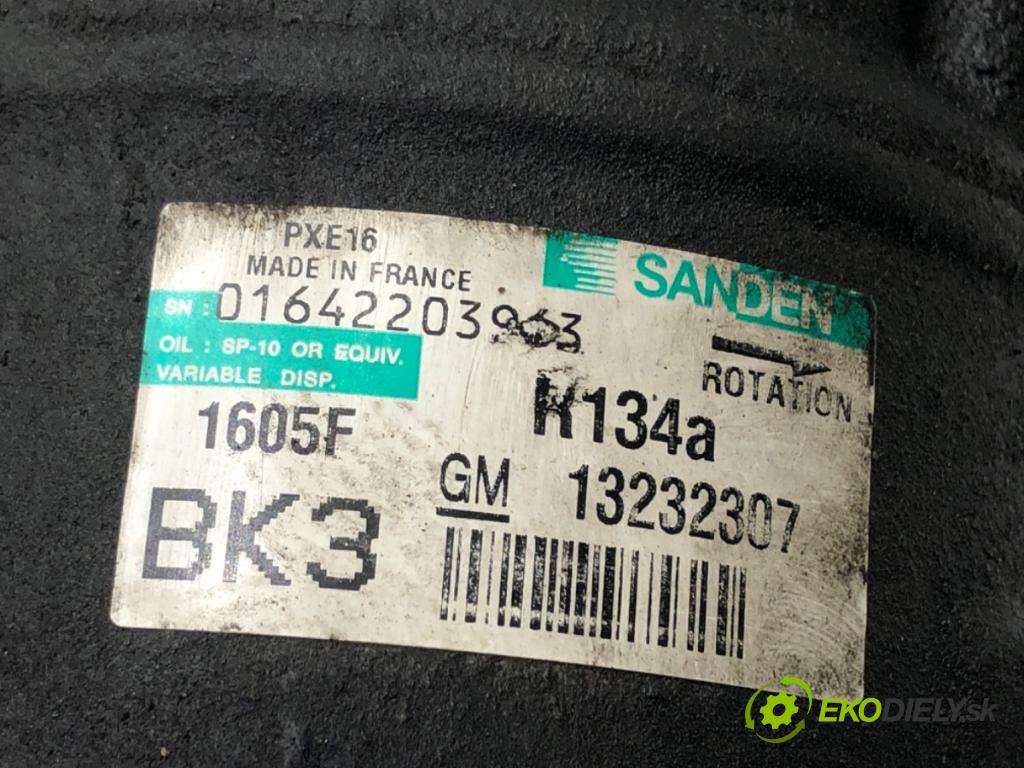 PXE16
MADE IN FRANCE
SANDEN
SN:
OIL : SP-10 OR EQUIV.
VARIABLE DISP.
ROTATION
1605F
R134a
BK3
GM 13232307
EKODIELY.sk